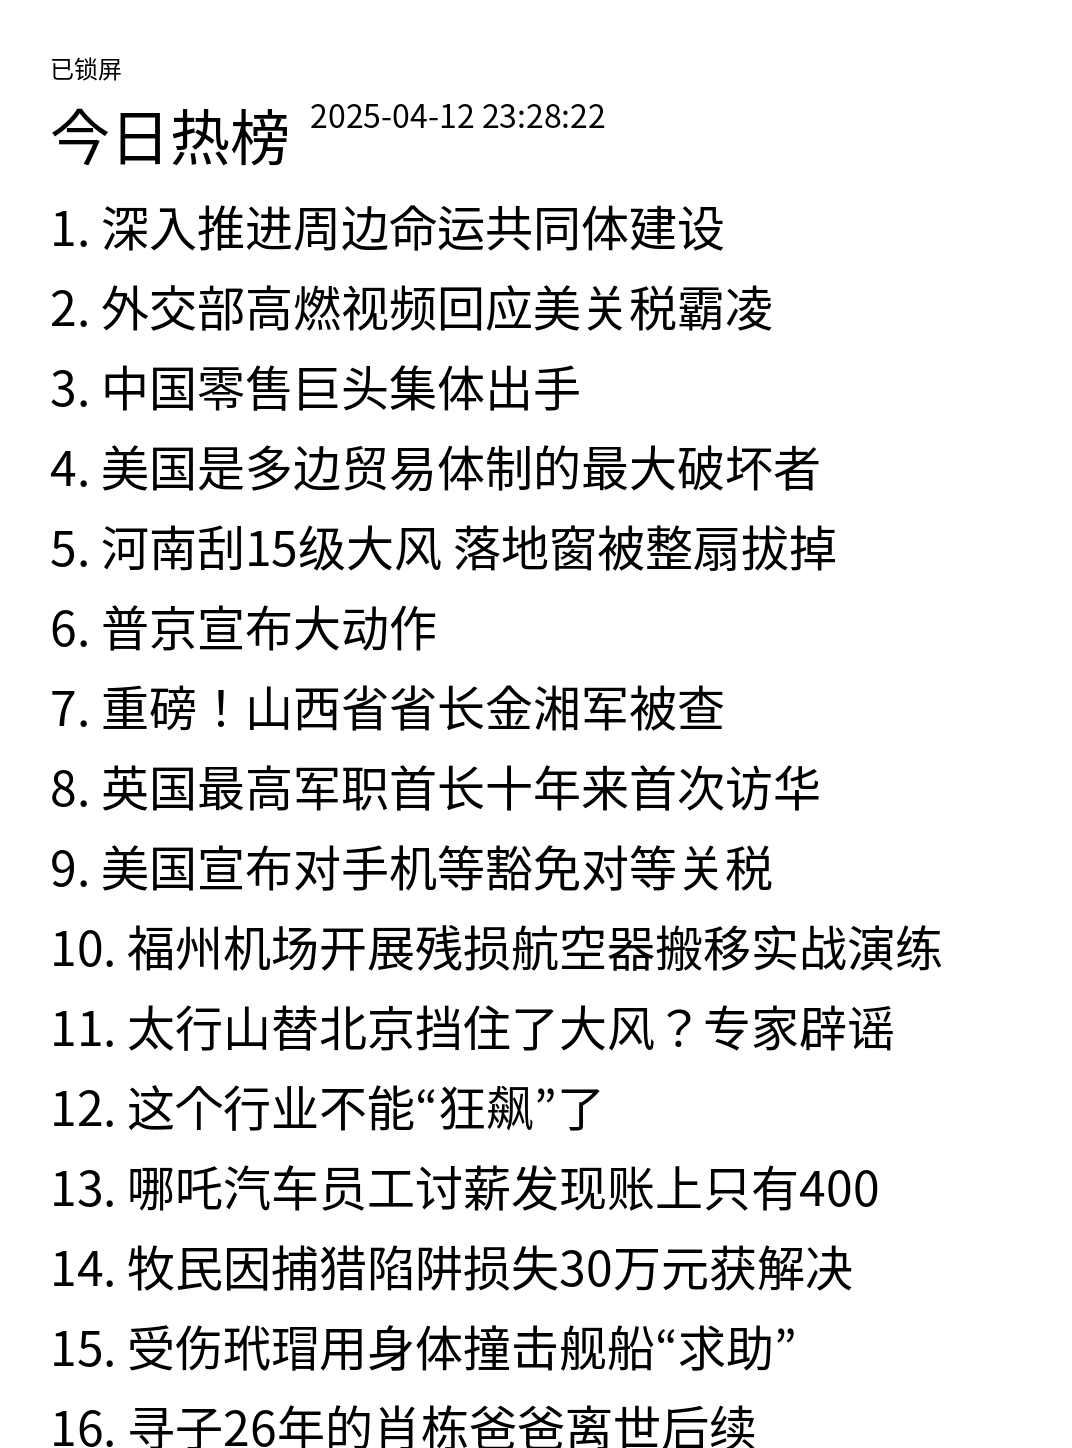 已锁屏
今日热榜 2025-04-12 23:28:22
1. 深入推进周边命运共同体建设
2. 外交部高燃视频回应美关税霸凌
3. 中国零售巨头集体出手
4. 美国是多边贸易体制的最大破坏者
5. 河南刮15级大风 落地窗被整扇拔掉
6. 普京宣布大动作
7. 重磅！山西省省长金湘军被查
8. 英国最高军职首长十年来首次访华
9. 美国宣布对手机等豁免对等关税
10. 福州机场开展残损航空器搬移实战演练
11. 太行山替北京挡住了大风？专家辟谣
12. 这个行业不能“狂飙”了
13. 哪吒汽车员工讨薪发现账上只有400
14. 牧民因捕猎陷阱损失30万元获解决
15. 受伤玳瑁用身体撞击舰船“求助”
16. 寻子26年的肖栋爸爸离世后续